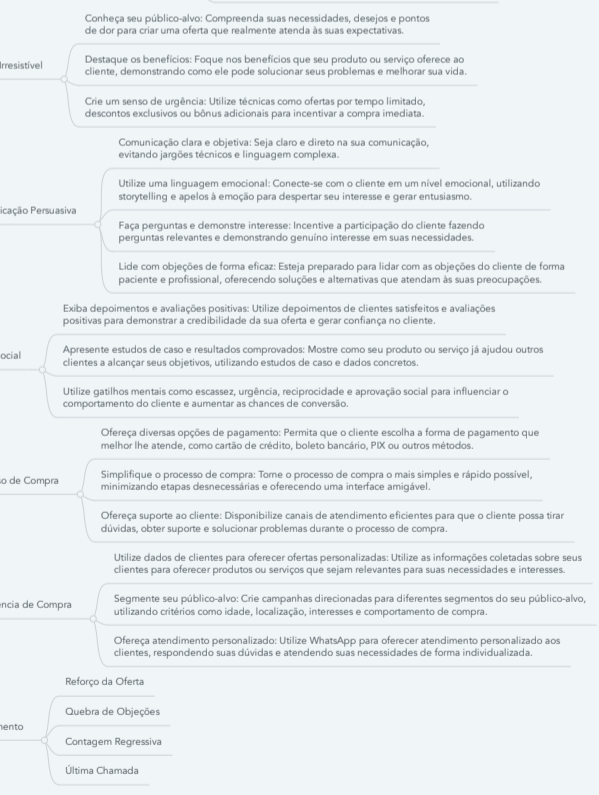 Conheça seu público-alvo: Compreenda suas necessidades, desejos e pontos
de dor para criar uma oferta que realmente atenda às suas expectativas.
Irresistível
Destaque os benefícios: Foque nos benefícios que seu produto ou serviço oferece ao
cliente, demonstrando como ele pode solucionar seus problemas e melhorar sua vida.
Crie um senso de urgência: Utilize técnicas como ofertas por tempo limitado,
descontos exclusivos ou bônus adicionais para incentivar a compra imediata.
Comunicação clara e objetiva: Seja claro e direto na sua comunicação,
evitando jargões técnicos e linguagem complexa.
Utilize uma linguagem emocional: Conecte-se com o cliente em um nível emocional, utilizando
storytelling e apelos à emoção para despertar seu interesse e gerar entusiasmo.
icação Persuasiva
Faça perguntas e demonstre interesse: Incentive a participação do cliente fazendo
perguntas relevantes e demonstrando genuíno interesse em suas necessidades.
Lide com objeções de forma eficaz: Esteja preparado para lidar com as objeções do cliente de forma
paciente e profissional, oferecendo soluções e alternativas que atendam às suas preocupações.
Exiba depoimentos e avaliações positivas: Utilize depoimentos de clientes satisfeitos e avaliações
positivas para demonstrar a credibilidade da sua oferta e gerar confiança no cliente.
ocial
Apresente estudos de caso e resultados comprovados: Mostre como seu produto ou serviço já ajudou outros
clientes a alcançar seus objetivos, utilizando estudos de caso e dados concretos.
Utilize gatilhos mentais como escassez, urgência, reciprocidade e aprovação social para influenciar o
comportamento do cliente e aumentar as chances de conversão.
Ofereça diversas opções de pagamento: Permita que o cliente escolha a forma de pagamento que
melhor lhe atende, como cartão de crédito, boleto bancário, PIX ou outros métodos.
so de Compra
Simplifique o processo de compra: Torne o processo de compra o mais simples e rápido possível,
minimizando etapas desnecessárias e oferecendo uma interface amigável.
Ofereça suporte ao cliente: Disponibilize canais de atendimento eficientes para que o cliente possa tirar
dúvidas, obter suporte e solucionar problemas durante o processo de compra.
Utilize dados de clientes para oferecer ofertas personalizadas: Utilize as informações coletadas sobre seus
clientes para oferecer produtos ou serviços que sejam relevantes para suas necessidades e interesses.
ência de Compra
Segmente seu público-alvo: Crie campanhas direcionadas para diferentes segmentos do seu público-alvo,
utilizando critérios como idade, localização, interesses e comportamento de compra.
Ofereça atendimento personalizado: Utilize WhatsApp para oferecer atendimento personalizado aos
clientes, respondendo suas dúvidas e atendendo suas necessidades de forma individualizada.
Reforço da Oferta
Quebra de Objeções
mento
Contagem Regressiva
Última Chamada